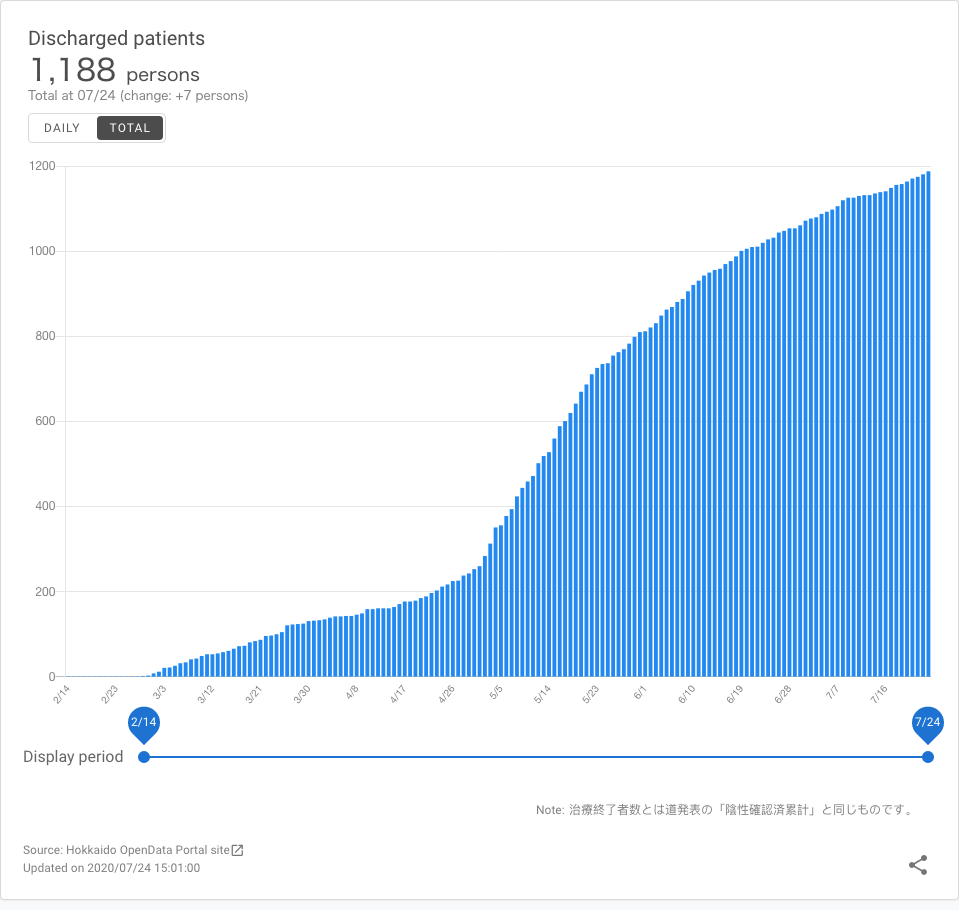 Discharged patients
1,188 persons
Total at 07/24 (change: +7 persons)
DAILY TOTAL
1200
1000
800
600
400
200
0
2/14 2/23 3/3 3/12 3/21 3/30 4/8 4/17 4/26 5/5 5/14 5/23 6/1 6/10 6/19 6/28 7/7 7/16
2/14 7/24
Display period
Note: 治療終了者数とは道発表の「陰性確認済累計」と同じものです。
Source: Hokkaido OpenData Portal site
Updated on 2020/07/24 15:01:00